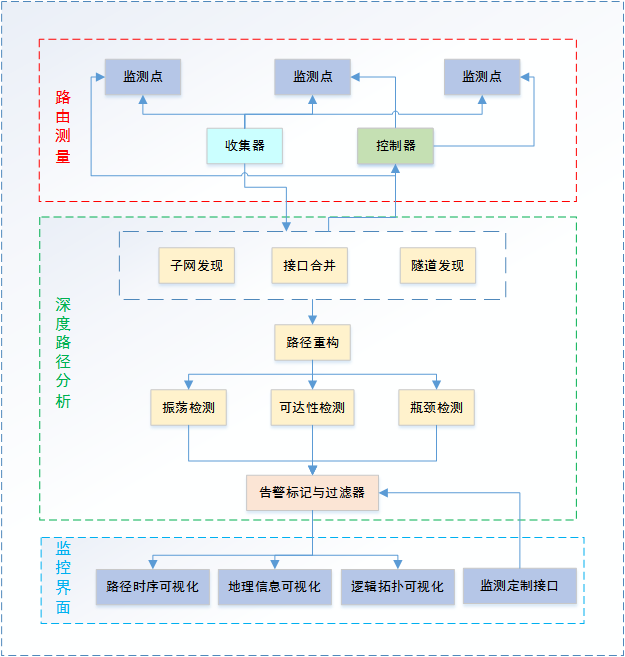 路由测量
监测点
监测点
监测点
收集器
控制器
深度路径分析
子网发现
接口合并
隧道发现
路径重构
振荡检测
可达性检测
瓶颈检测
告警标记与过滤器
监控界面
路径时序可视化
地理信息可视化
逻辑拓扑可视化
监测定制接口